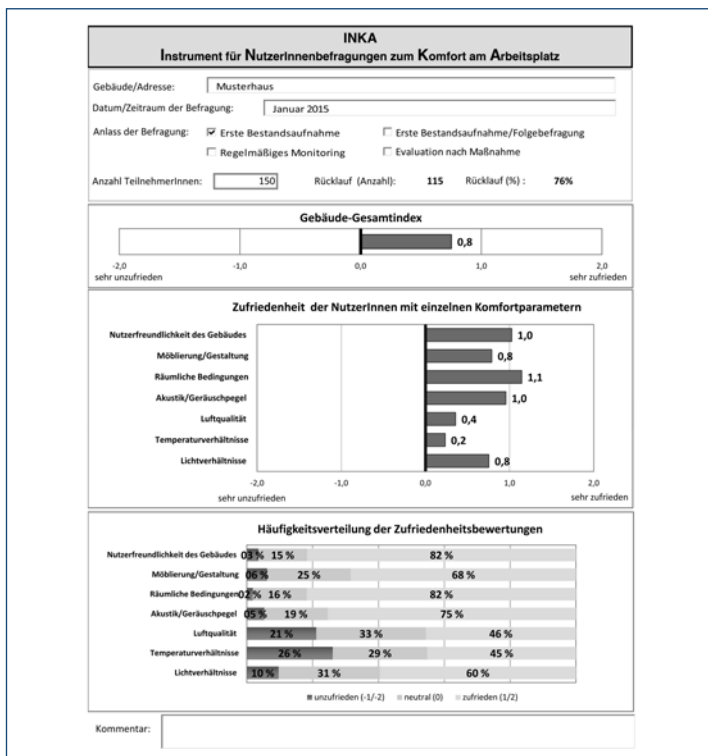 INKA
Instrument für NutzerInnenbefragungen zum Komfort am Arbeitsplatz
Gebäude/Adresse: Musterhaus
Datum/Zeitraum der Befragung: Januar 2015
Anlass der Befragung: Erste Bestandsaufnahme Erste Bestandsaufnahme/Folgebefragung
Regelmäßiges Monitoring Evaluation nach Maßnahme
Anzahl TeilnehmerInnen: 150 Rücklauf (Anzahl): 115 Rücklauf (%) : 76%
Gebäude-Gesamtindex
0,8
-2,0 -1,0 0,0 1,0 2,0
sehr unzufrieden sehr zufrieden
Zufriedenheit der NutzerInnen mit einzelnen Komfortparametern
Nutzerfreundlichkeit des Gebäudes 1,0
Möblierung/Gestaltung 0,8
Räumliche Bedingungen 1,1
Akustik/Geräuschpegel 1,0
Luftqualität 0,4
Temperaturverhältnisse 0,2
Lichtverhältnisse 0,8
-2,0 -1,0 0,0 1,0 2,0
sehr unzufrieden sehr zufrieden
Häufigkeitsverteilung der Zufriedenheitsbewertungen
Nutzerfreundlichkeit des Gebäudes 03 % 15 % 82 %
Möblierung/Gestaltung 06 % 25 % 68 %
Räumliche Bedingungen 02 % 16 % 82 %
Akustik/Geräuschpegel 05 % 19 % 75 %
Luftqualität 21 % 33 % 46 %
Temperaturverhältnisse 26 % 29 % 45 %
Lichtverhältnisse 10 % 31 % 60 %
unzufrieden (-1/-2) neutral (0) zufrieden (1/2)
Kommentar: